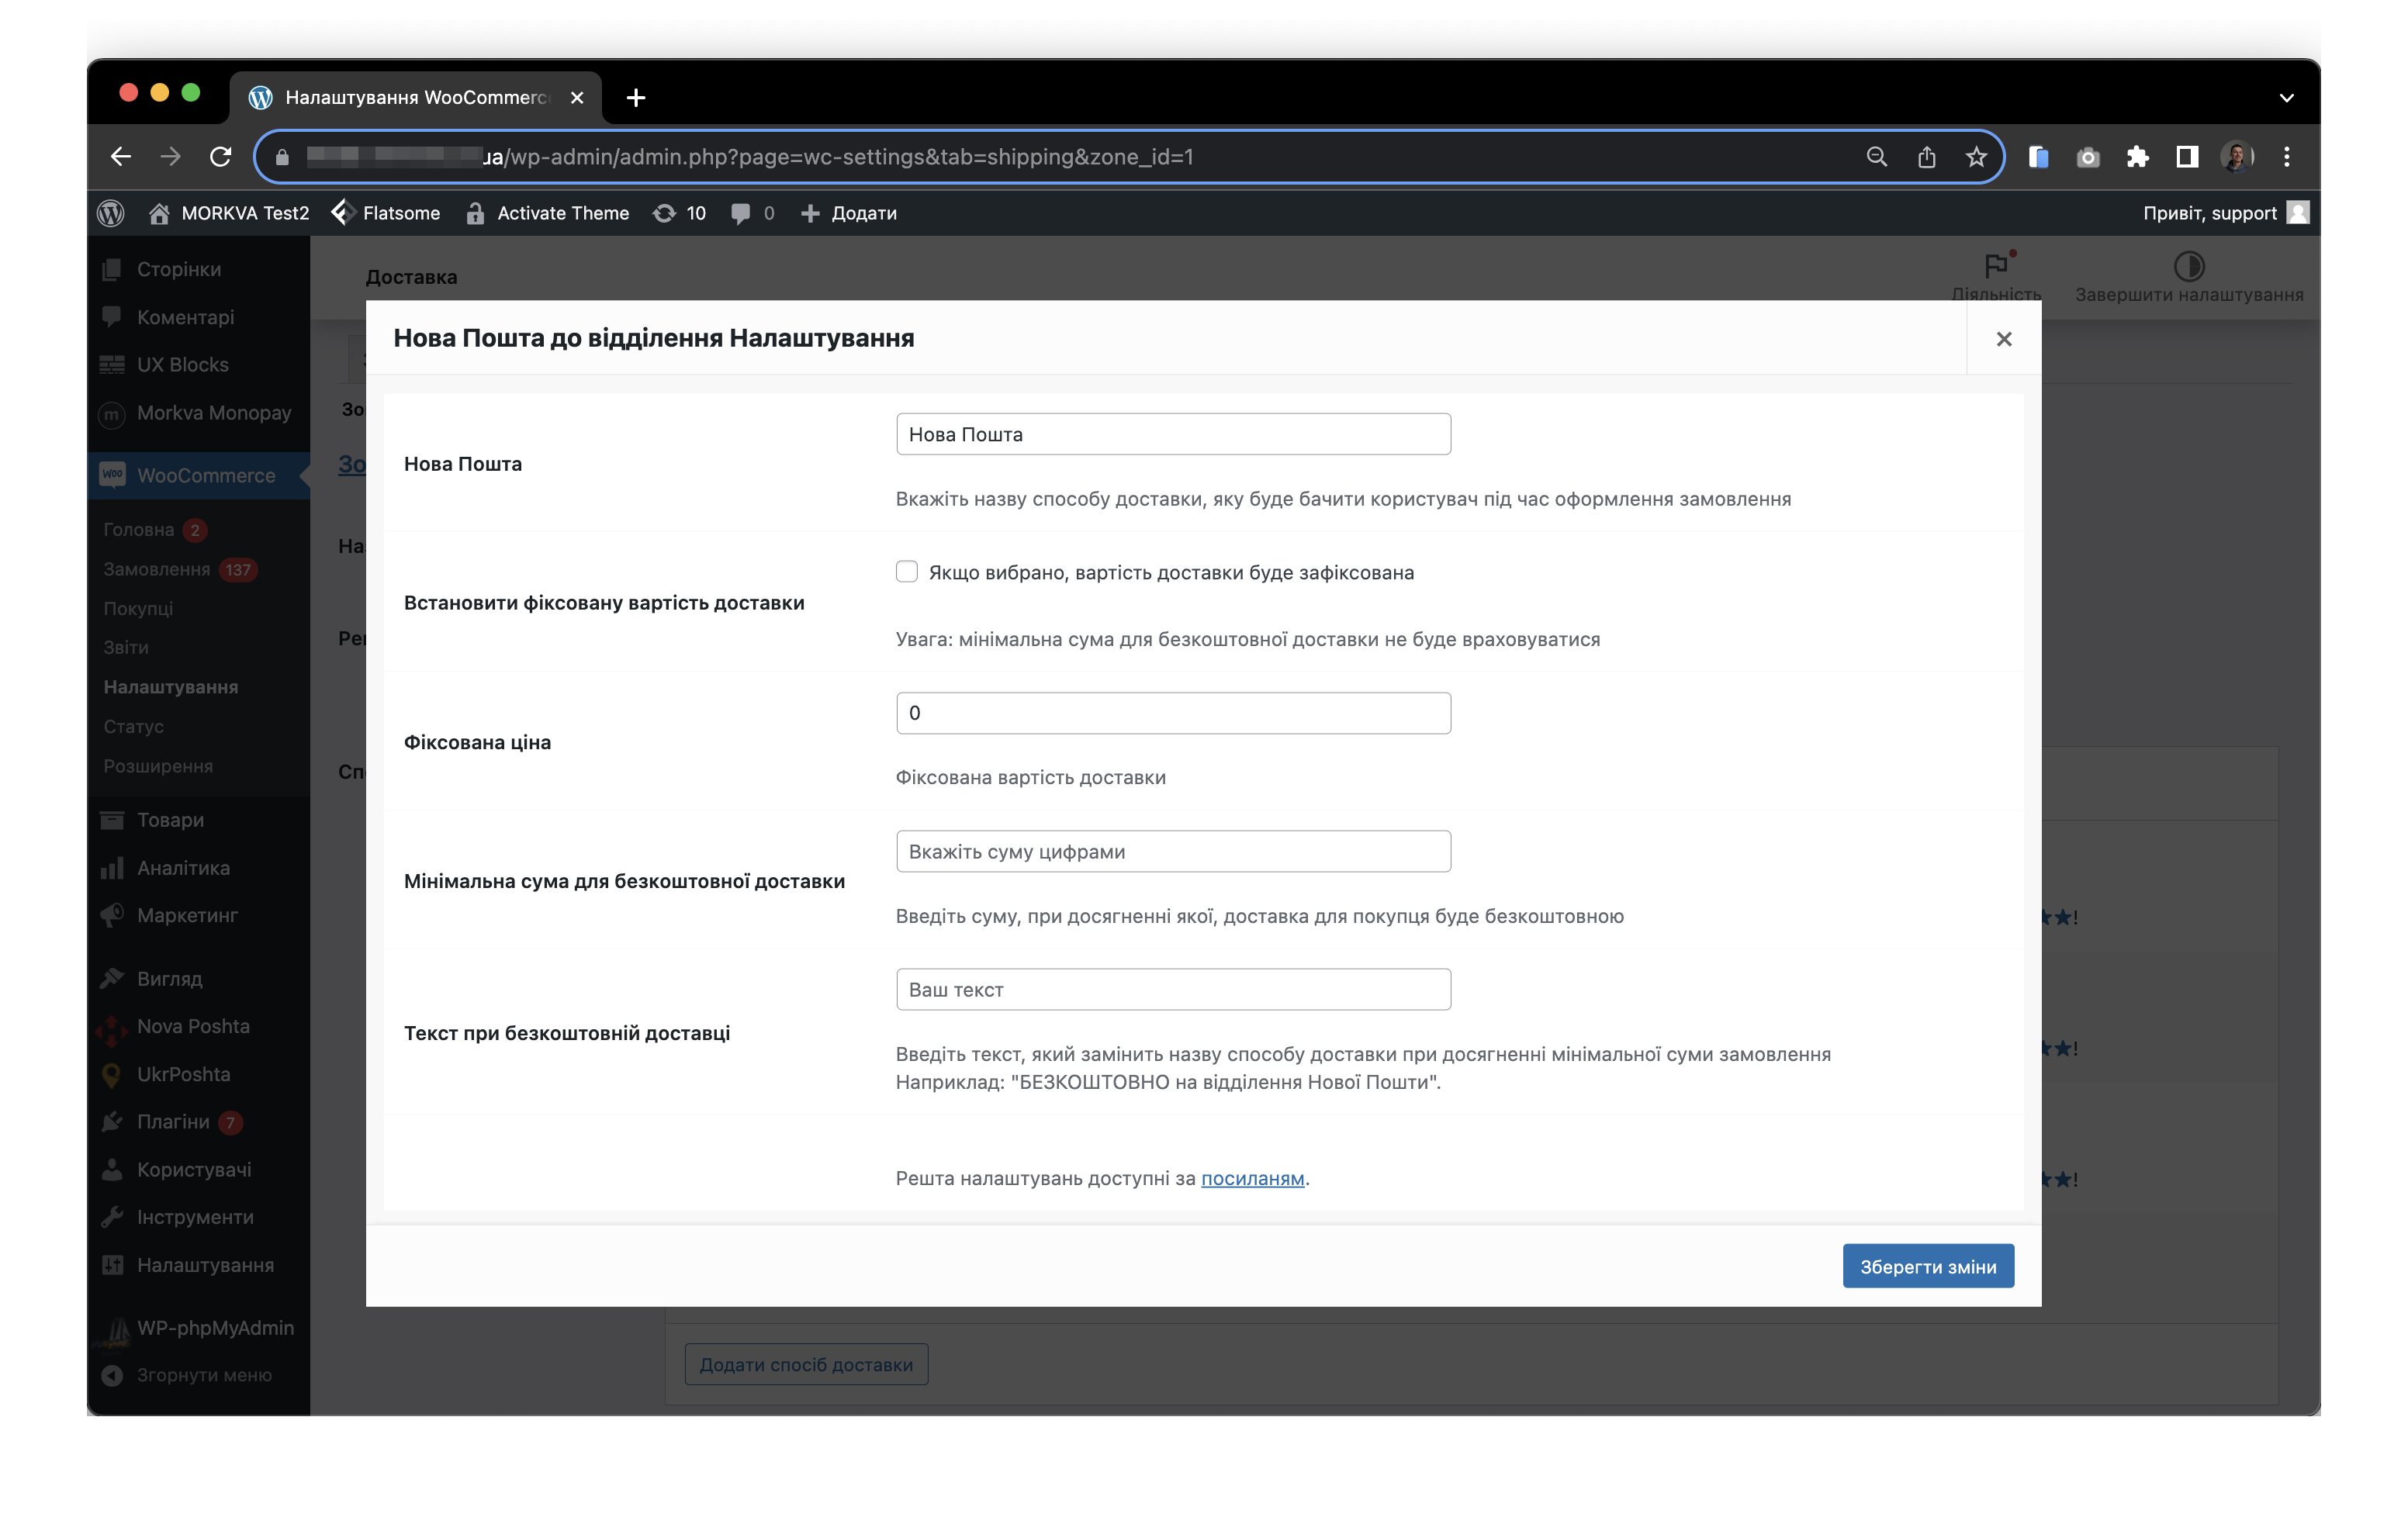 Налаштування WooCommerc
ua/wp-admin/admin.php?page=wc-settings&tab=shipping&zone_id=1
MORKVA Test2 Flatsome Activate Theme 10 0 Додати Привіт, support
Сторінки
Коментарі
UX Blocks
Morkva Monopay
WooCommerce
Головна 2
Замовлення 137
Покупці
Звіти
Налаштування
Статус
Розширення
Товари
Аналітика
Маркетинг
Вигляд
Nova Poshta
UkrPoshta
Плагіни 7
Користувачі
Інструменти
Налаштування
WP-phpMyAdmin
Згорнути меню
Доставка
Діяльність
Завершити налаштування
Нова Пошта до відділення Налаштування
Нова Пошта
Нова Пошта
Вкажіть назву способу доставки, яку буде бачити користувач під час оформлення замовлення
Встановити фіксовану вартість доставки
Якщо вибрано, вартість доставки буде зафіксована
Увага: мінімальна сума для безкоштовної доставки не буде враховуватися
Фіксована ціна
0
Фіксована вартість доставки
Мінімальна сума для безкоштовної доставки
Вкажіть суму цифрами
Введіть суму, при досягненні якої, доставка для покупця буде безкоштовною
Текст при безкоштовній доставці
Ваш текст
Введіть текст, який замінить назву способу доставки при досягненні мінімальної суми замовлення
Наприклад: "БЕЗКОШТОВНО на відділення Нової Пошти".
Решта налаштувань доступні за посиланям.
Зберегти зміни
Додати спосіб доставки